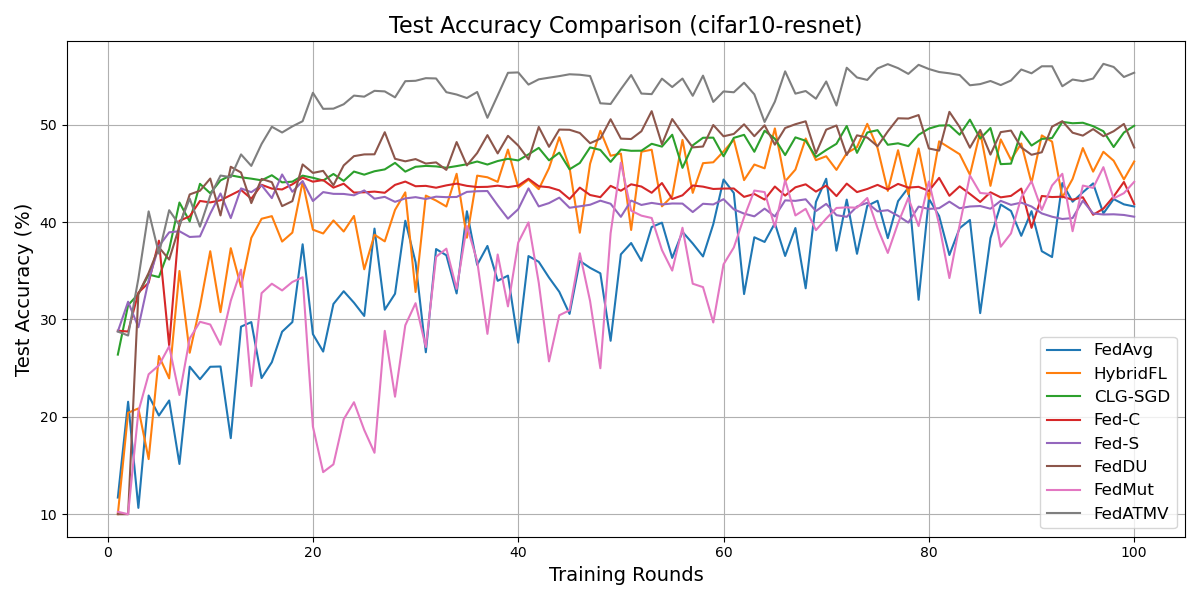 Test Accuracy Comparison (cifar10-resnet)
Test Accuracy (%)
50
40
30
20
10
0
20
40
60
80
100
Training Rounds
FedAvg
HybridFL
CLG-SGD
Fed-C
Fed-S
FedDU
FedMut
FedATMV